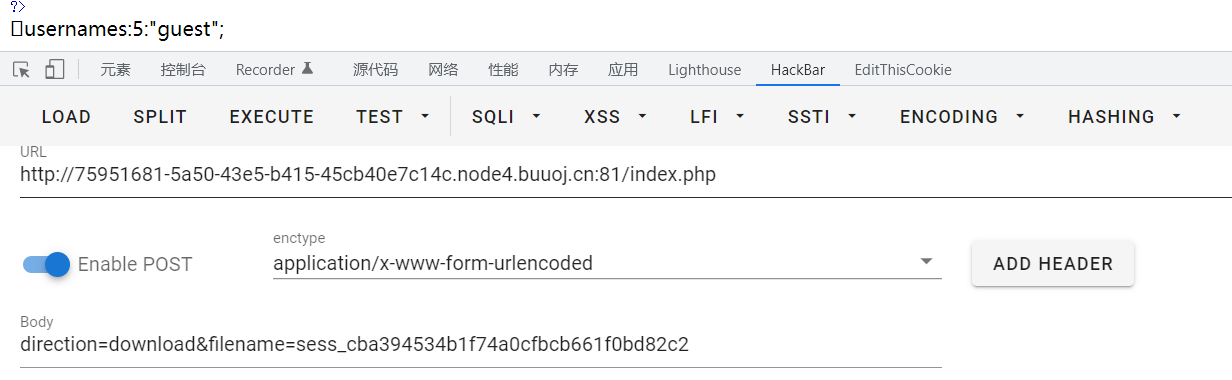 ?>
usernames:5:"guest";
元素 控制台 Recorder 源代码 网络 性能 内存 应用 Lighthouse HackBar EditThisCookie
LOAD SPLIT EXECUTE TEST SQLI XSS LFI SSTI ENCODING HASHING
URL
http://75951681-5a50-43e5-b415-45cb40e7c14c.node4.buuoj.cn:81/index.php
enctype
Enable POST application/x-www-form-urlencoded ADD HEADER
Body
direction=download&filename=sess_cba394534b1f74a0cfbcb661f0bd82c2